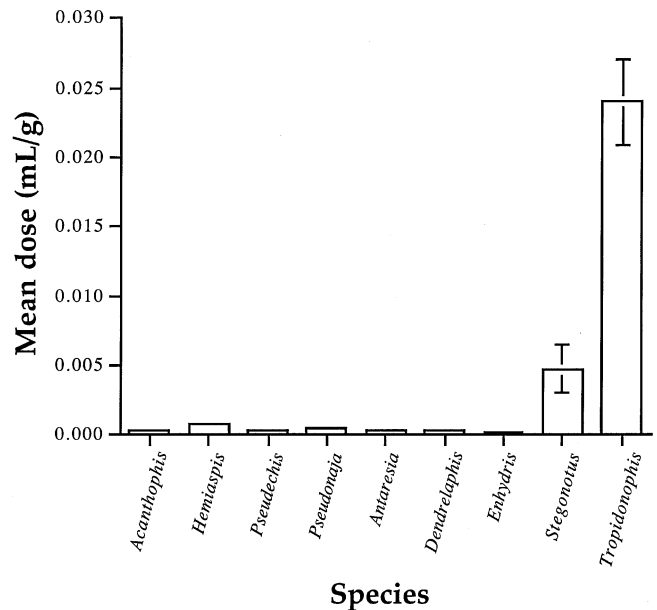 0.030
0.025
0.020
0.015
0.010
0.005
0.000
Mean dose (mL/g)
Acanthophis
Hemiaspis
Pseudechis
Pseudonaja
Antaresia
Dendrelaphis
Enhydris
Stegonotus
Tropidonophis
Species